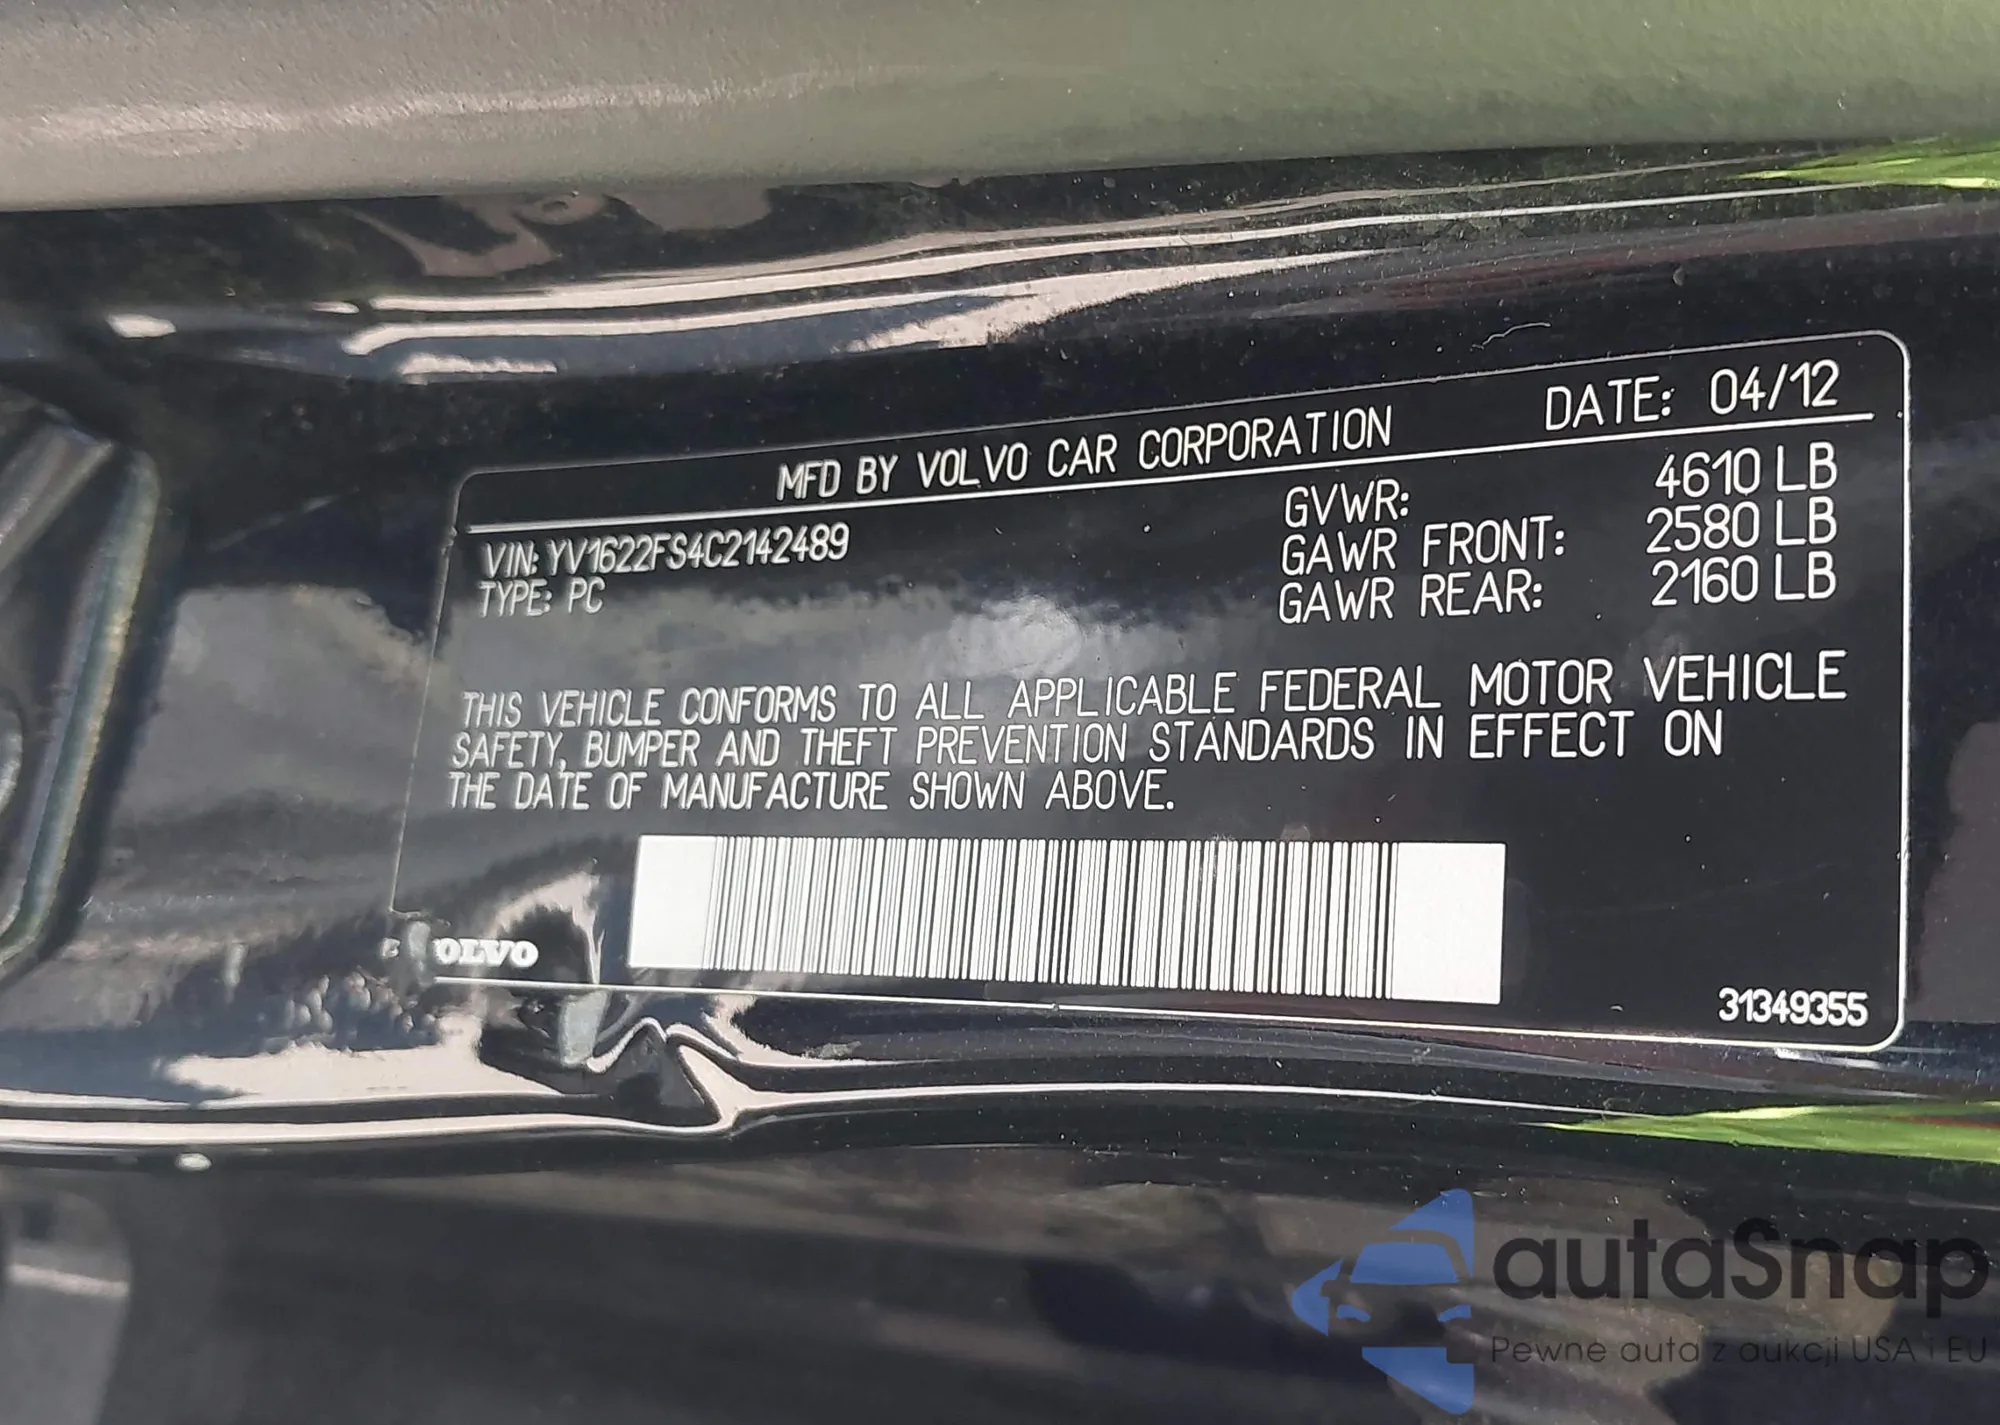 MFD BY VOLVO CAR CORPORATION DATE: 04/12
VIN: YV1622FS4C2142489
TYPE: PC
GVWR: 4610 LB
GAWR FRONT: 2580 LB
GAWR REAR: 2160 LB
THIS VEHICLE CONFORMS TO ALL APPLICABLE FEDERAL MOTOR VEHICLE
SAFETY, BUMPER AND THEFT PREVENTION STANDARDS IN EFFECT ON
THE DATE OF MANUFACTURE SHOWN ABOVE.
VOLVO
31349355
autaSnap
Pewne auta z aukcji USA i EU